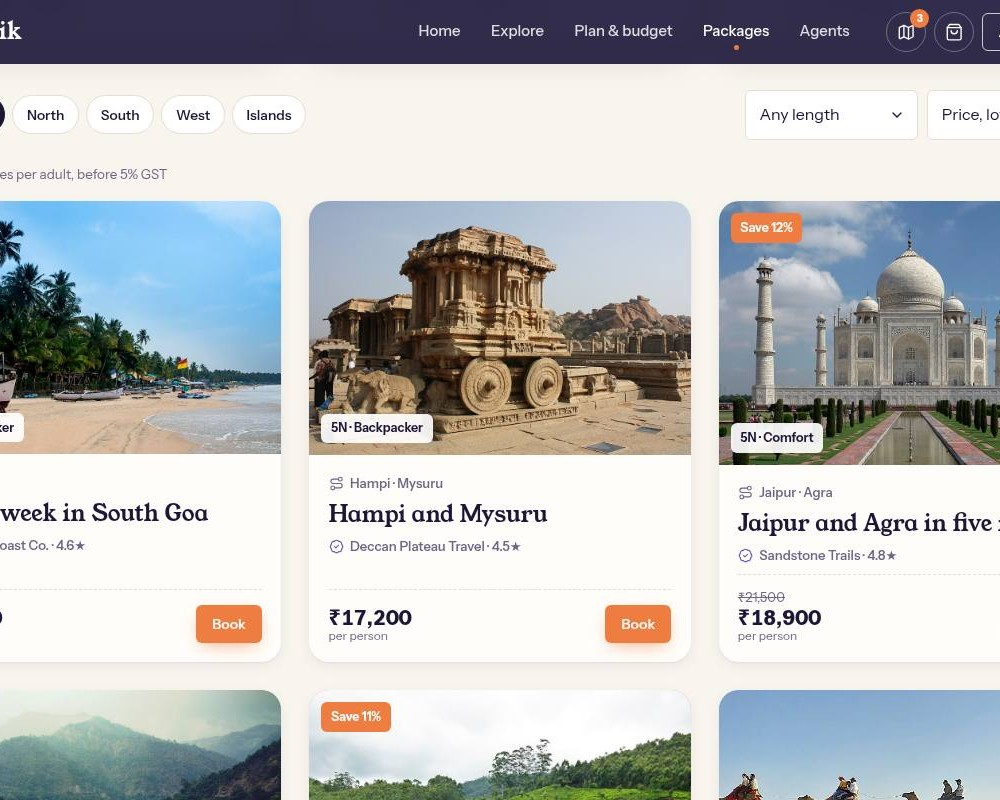 ik
Home
Explore
Plan & budget
Packages
Agents
3
North
South
West
Islands
Any length
Price, lo
es per adult, before 5% GST
ker
week in South Goa
oast Co. · 4.6★
Book
5N · Backpacker
Hampi · Mysuru
Hampi and Mysuru
Deccan Plateau Travel · 4.5★
₹17,200
per person
Book
Save 12%
5N · Comfort
Jaipur · Agra
Jaipur and Agra in five
Sandstone Trails · 4.8★
₹21,500
₹18,900
per person
Save 11%